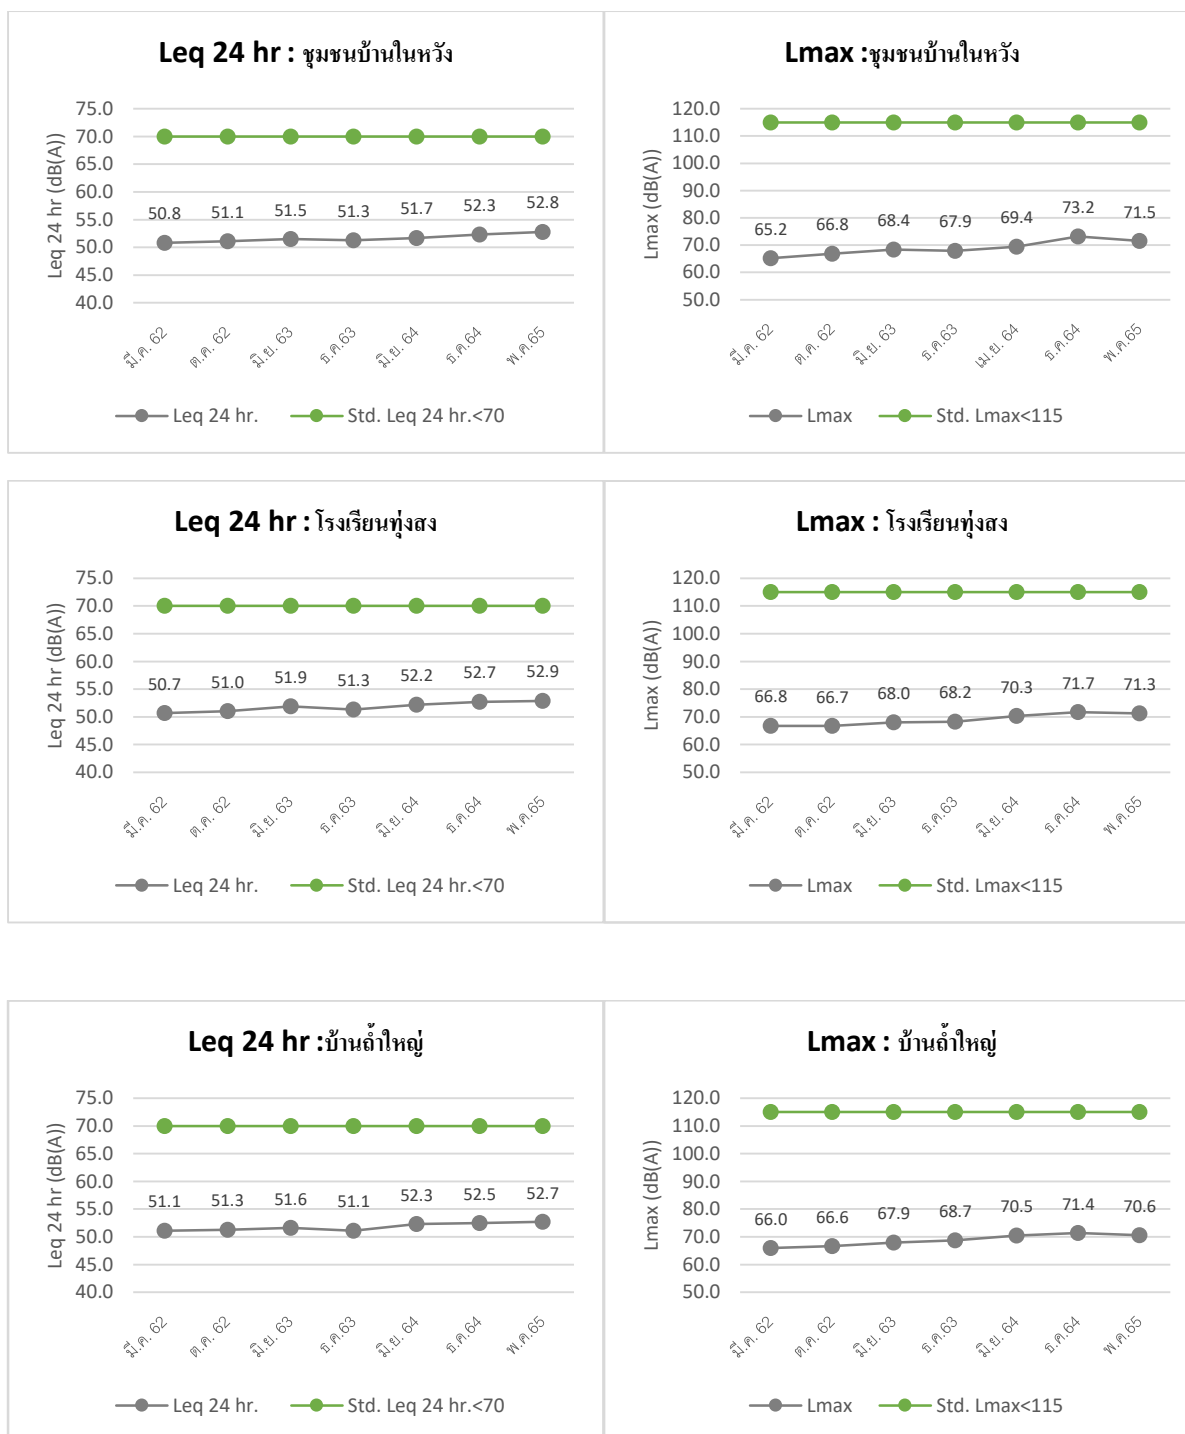 Leq 24 hr : ชุมชนบ้านในหวัง
Leq 24 hr (dB(A))
75.0
70.0
65.0
60.0
55.0
50.0
45.0
40.0
50.8 51.1 51.5 51.3 51.7 52.3 52.8
มี.ค. 62 ต.ค. 62 มิ.ย. 63 ธ.ค.63 มิ.ย. 64 ธ.ค.64 พ.ค.65
Leq 24 hr. Std. Leq 24 hr.<70
Lmax :ชุมชนบ้านในหวัง
Lmax (dB(A))
120.0
110.0
100.0
90.0
80.0
70.0
60.0
50.0
65.2 66.8 68.4 67.9 69.4 73.2 71.5
มี.ค. 62 ต.ค. 62 มิ.ย. 63 ธ.ค.63 เม.ย. 64 ธ.ค.64 พ.ค.65
Lmax Std. Lmax<115
Leq 24 hr : โรงเรียนทุ่งสง
Leq 24 hr (dB(A))
75.0
70.0
65.0
60.0
55.0
50.0
45.0
40.0
50.7 51.0 51.9 51.3 52.2 52.7 52.9
มี.ค. 62 ต.ค. 62 มิ.ย. 63 ธ.ค.63 มิ.ย. 64 ธ.ค.64 พ.ค.65
Leq 24 hr. Std. Leq 24 hr.<70
Lmax : โรงเรียนทุ่งสง
Lmax (dB(A))
120.0
110.0
100.0
90.0
80.0
70.0
60.0
50.0
66.8 66.7 68.0 68.2 70.3 71.7 71.3
มี.ค. 62 ต.ค. 62 มิ.ย. 63 ธ.ค.63 มิ.ย. 64 ธ.ค.64 พ.ค.65
Lmax Std. Lmax<115
Leq 24 hr :บ้านถ้ำใหญ่
Leq 24 hr (dB(A))
75.0
70.0
65.0
60.0
55.0
50.0
45.0
40.0
51.1 51.3 51.6 51.1 52.3 52.5 52.7
มี.ค. 62 ต.ค. 62 มิ.ย. 63 ธ.ค.63 มิ.ย. 64 ธ.ค.64 พ.ค.65
Leq 24 hr. Std. Leq 24 hr.<70
Lmax : บ้านถ้ำใหญ่
Lmax (dB(A))
120.0
110.0
100.0
90.0
80.0
70.0
60.0
50.0
66.0 66.6 67.9 68.7 70.5 71.4 70.6
มี.ค. 62 ต.ค. 62 มิ.ย. 63 ธ.ค.63 มิ.ย. 64 ธ.ค.64 พ.ค.65
Lmax Std. Lmax<115